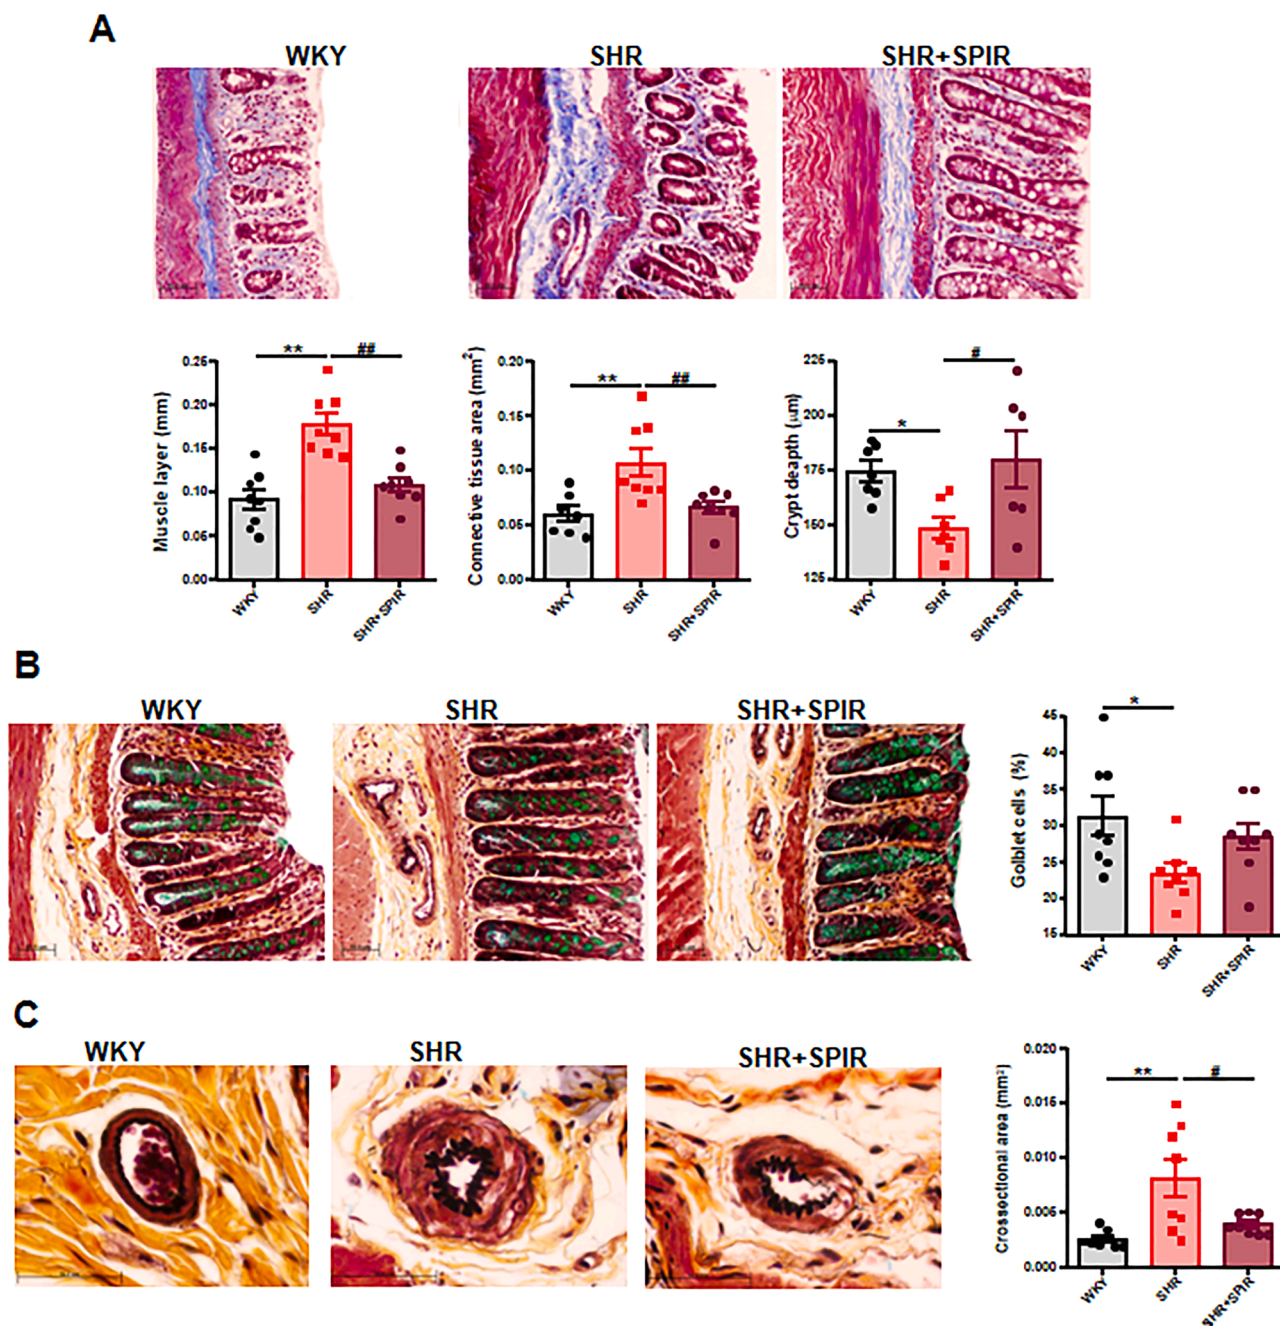 A
WKY SHR SHR+SPIR
** ##
Muscle layer (mm)
0.25
0.20
0.15
0.10
0.05
0.00
WKY SHR SHR+SPIR
** ##
Connective tissue area (mm²)
0.20
0.15
0.10
0.05
0.00
WKY SHR SHR+SPIR
* #
Crypt deapth (µm)
225
200
175
150
125
WKY SHR SHR+SPIR
B
WKY SHR SHR+SPIR
*
Golblet cells (%)
45
40
35
30
25
20
15
WKY SHR SHR+SPIR
C
WKY SHR SHR+SPIR
** #
Crossectional area (mm²)
0.020
0.015
0.010
0.005
0.000
WKY SHR SHR+SPIR